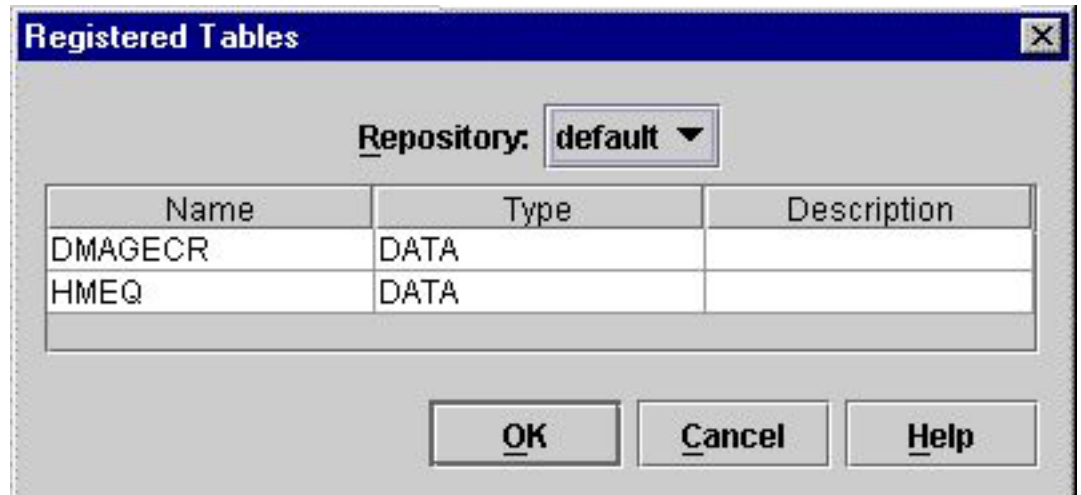 Registered Tables
Repository: default
Name Type Description
DMAGECR DATA
HMEQ DATA
OK Cancel Help